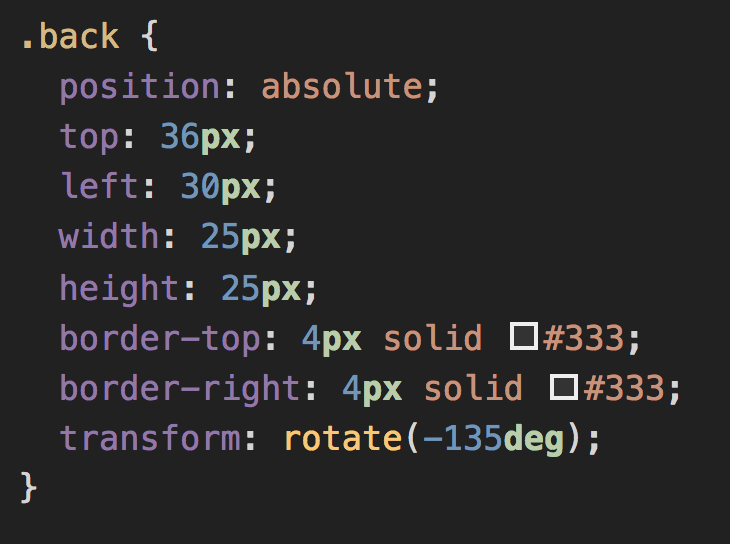 .back {
  position: absolute;
  top: 36px;
  left: 30px;
  width: 25px;
  height: 25px;
  border-top: 4px solid #333;
  border-right: 4px solid #333;
  transform: rotate(-135deg);
}